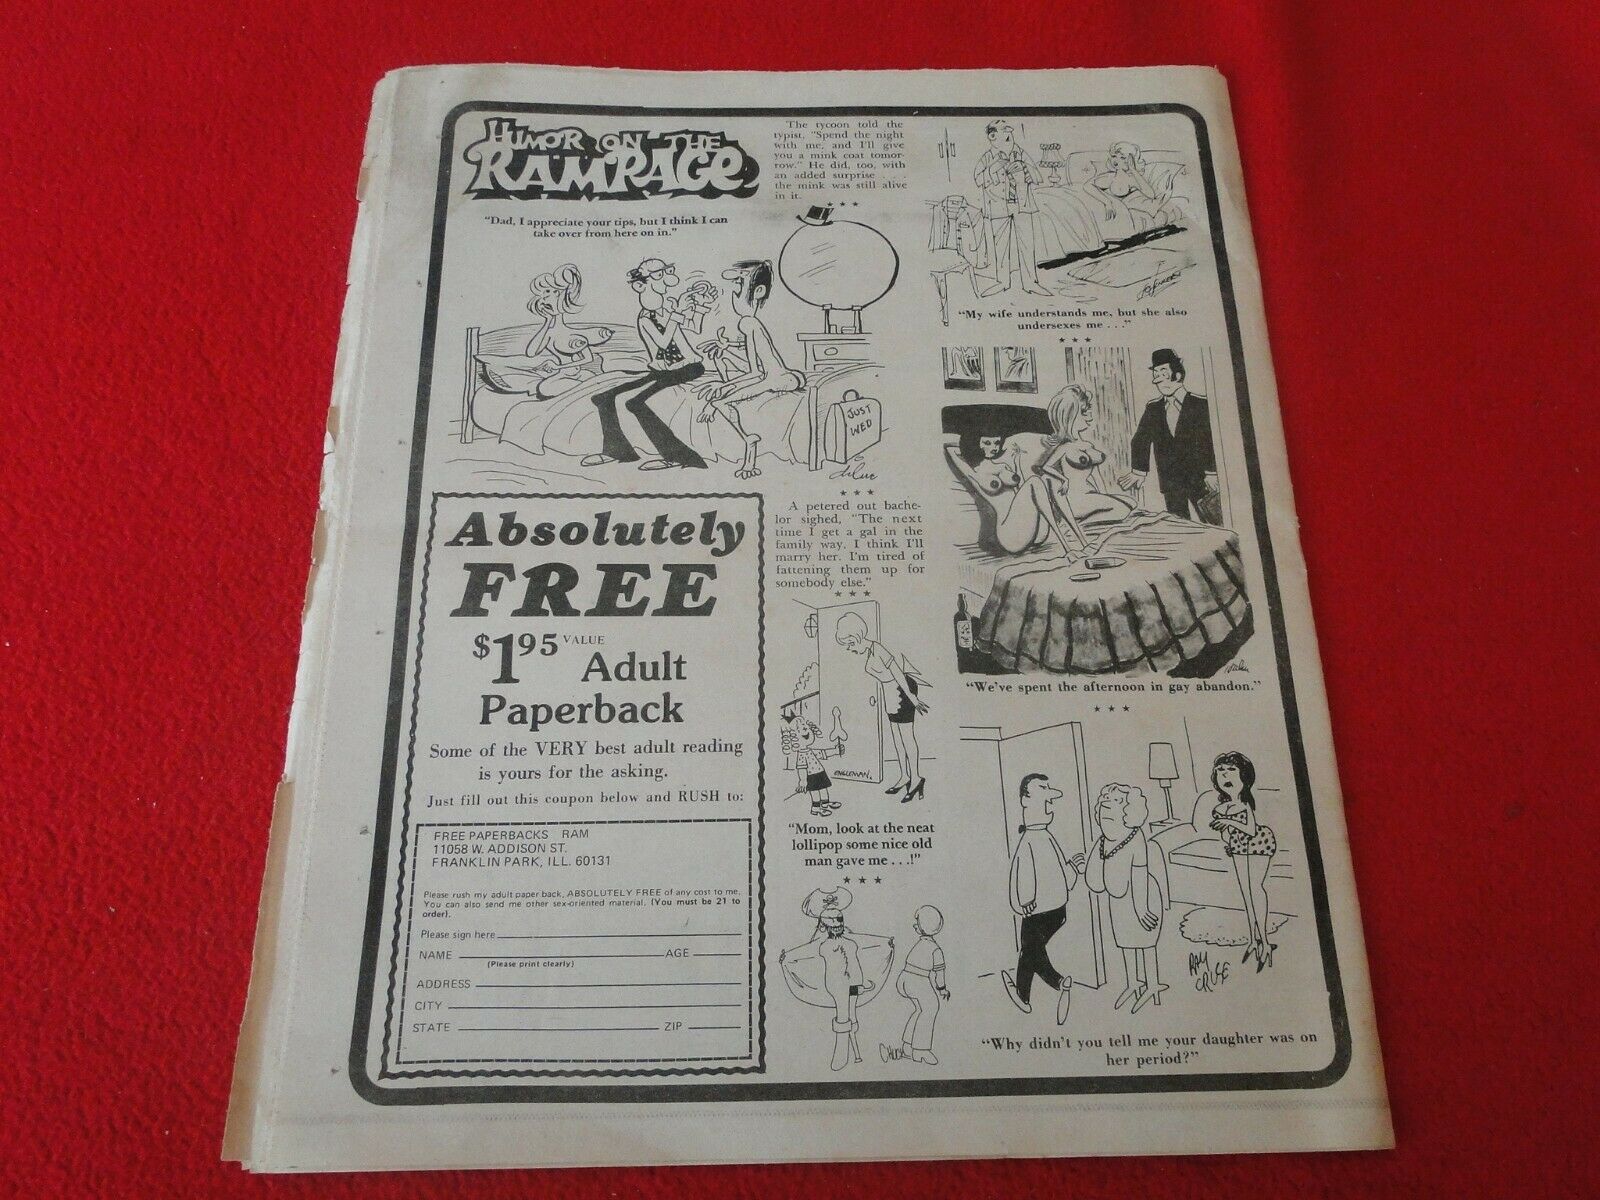 HUMOR ON THE
RAMPAGE
"Dad, I appreciate your tips, but I think I can
take over from here on in."
JUST
WED
The tycoon told the
typist, "Spend the night
with me, and I'll give
you a mink coat tomor-
row." He did, too, with
an added surprise . . .
the mink was still alive
in it.
"My wife understands me, but she also
undersexes me . . ."
A petered out bache-
lor sighed, "The next
time I get a gal in the
family way, I think I'll
marry her. I'm tired of
fattening them up for
somebody else."
"We've spent the afternoon in gay abandon."
ENGLEMAN.
"Mom, look at the neat
lollipop some nice old
man gave me . . .!"
CHUCK
RAY
CRUSE
"Why didn't you tell me your daughter was on
her period?"
Absolutely
FREE
$1.95 VALUE
Adult
Paperback
Some of the VERY best adult reading
is yours for the asking.
Just fill out this coupon below and RUSH to:
FREE PAPERBACKS RAM
11058 W. ADDISON ST.
FRANKLIN PARK, ILL. 60131
Please rush my adult paper back, ABSOLUTELY FREE of any cost to me.
You can also send me other sex-oriented material. (You must be 21 to
order).
Please sign here
NAME AGE
(Please print clearly)
ADDRESS
CITY
STATE ZIP